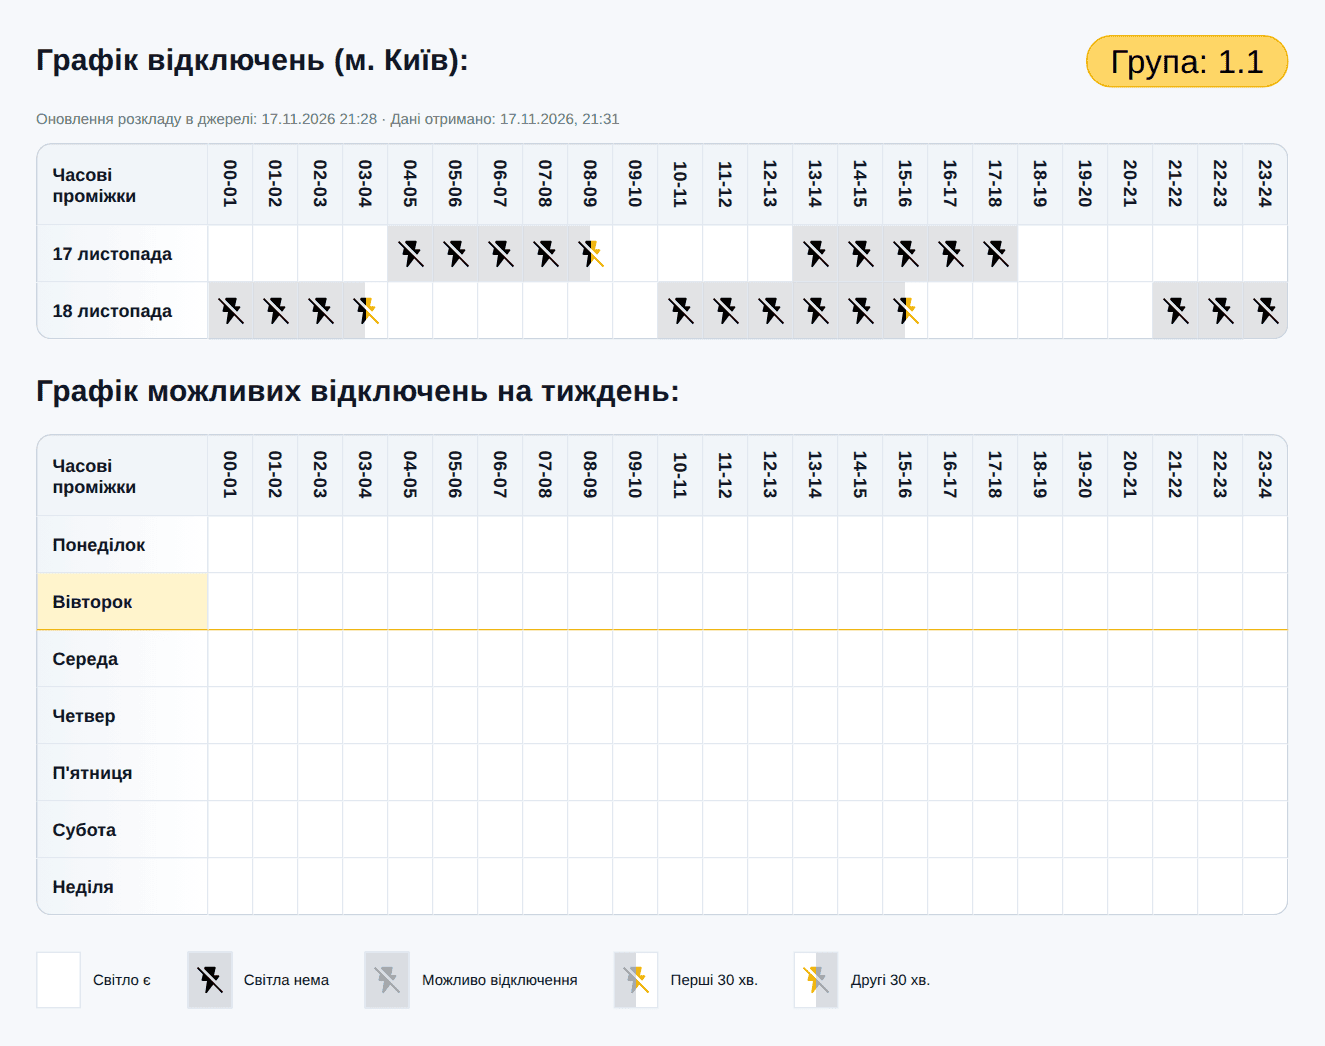 Графік відключень (м. Київ):
Група: 1.1
Оновлення розкладу в джерелі: 17.11.2026 21:28 · Дані отримано: 17.11.2026, 21:31
Часові проміжки 00-01 01-02 02-03 03-04 04-05 05-06 06-07 07-08 08-09 09-10 10-11 11-12 12-13 13-14 14-15 15-16 16-17 17-18 18-19 19-20 20-21 21-22 22-23 23-24
17 листопада
18 листопада
Графік можливих відключень на тиждень:
Часові проміжки 00-01 01-02 02-03 03-04 04-05 05-06 06-07 07-08 08-09 09-10 10-11 11-12 12-13 13-14 14-15 15-16 16-17 17-18 18-19 19-20 20-21 21-22 22-23 23-24
Понеділок
Вівторок
Середа
Четвер
П'ятниця
Субота
Неділя
Світло є Світла нема Можливо відключення Перші 30 хв. Другі 30 хв.